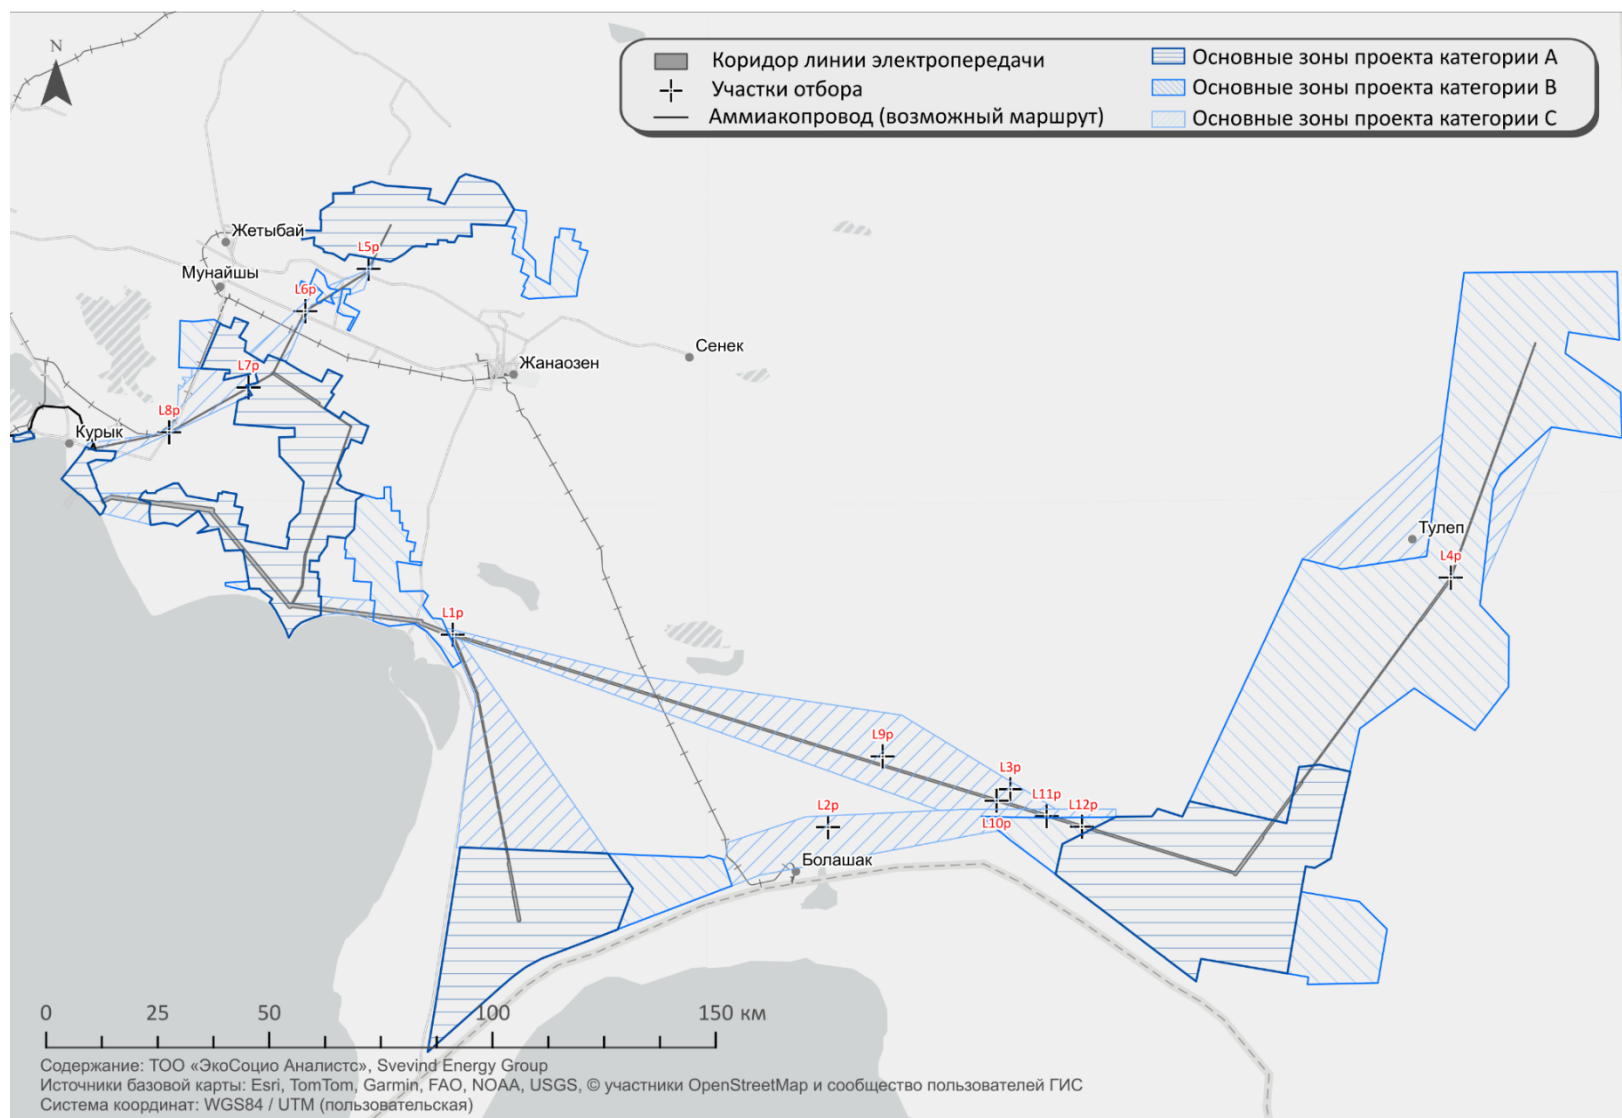 N
Коридор линии электропередачи
Участки отбора
Аммиакопровод (возможный маршрут)
Основные зоны проекта категории A
Основные зоны проекта категории B
Основные зоны проекта категории C
Жетыбай
L5p
Мунайшы
L6p
Сенек
Жанаозен
L7p
L8p
Курык
Тулеп
L4p
L1p
L9p
L3p
L11p
L12p
L2p
L10p
Болашак
0 25 50 100 150 км
Содержание: ТОО «ЭкоСоцио Аналистс», Svevind Energy Group
Источники базовой карты: Esri, TomTom, Garmin, FAO, NOAA, USGS, © участники OpenStreetMap и сообщество пользователей ГИС
Система координат: WGS84 / UTM (пользовательская)